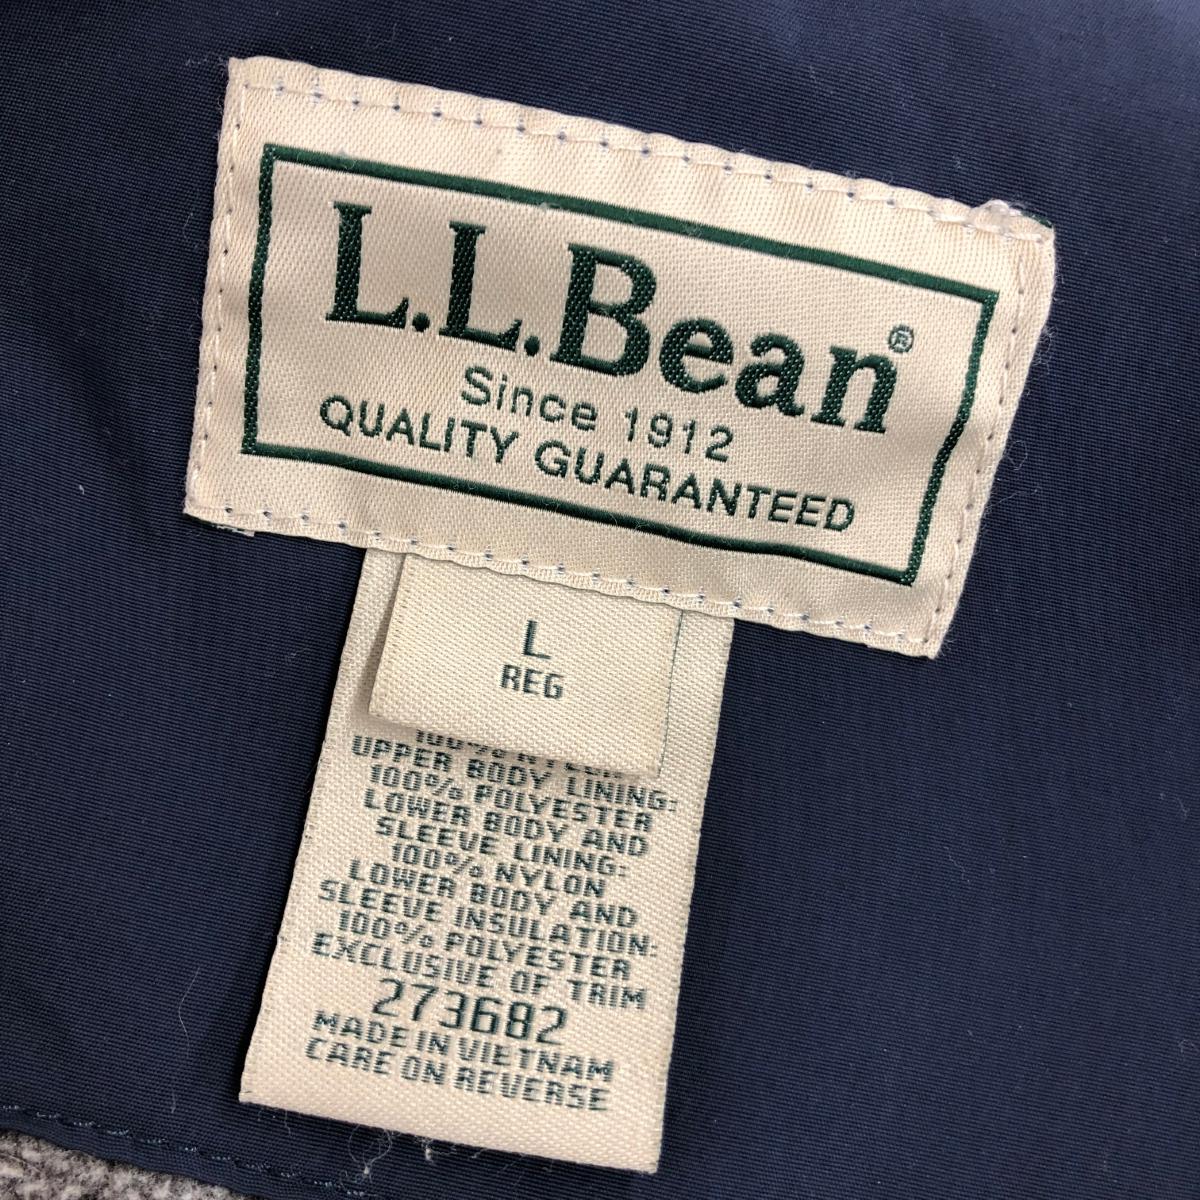 L.L.Bean®
Since 1912
QUALITY GUARANTEED
L
REG
100%
UPPER BODY LINING:
100% POLYESTER
LOWER BODY AND
SLEEVE LINING:
100% NYLON
LOWER BODY AND
SLEEVE INSULATION:
100% POLYESTER
EXCLUSIVE OF TRIM
273682
MADE IN VIETNAM
CARE ON REVERSE